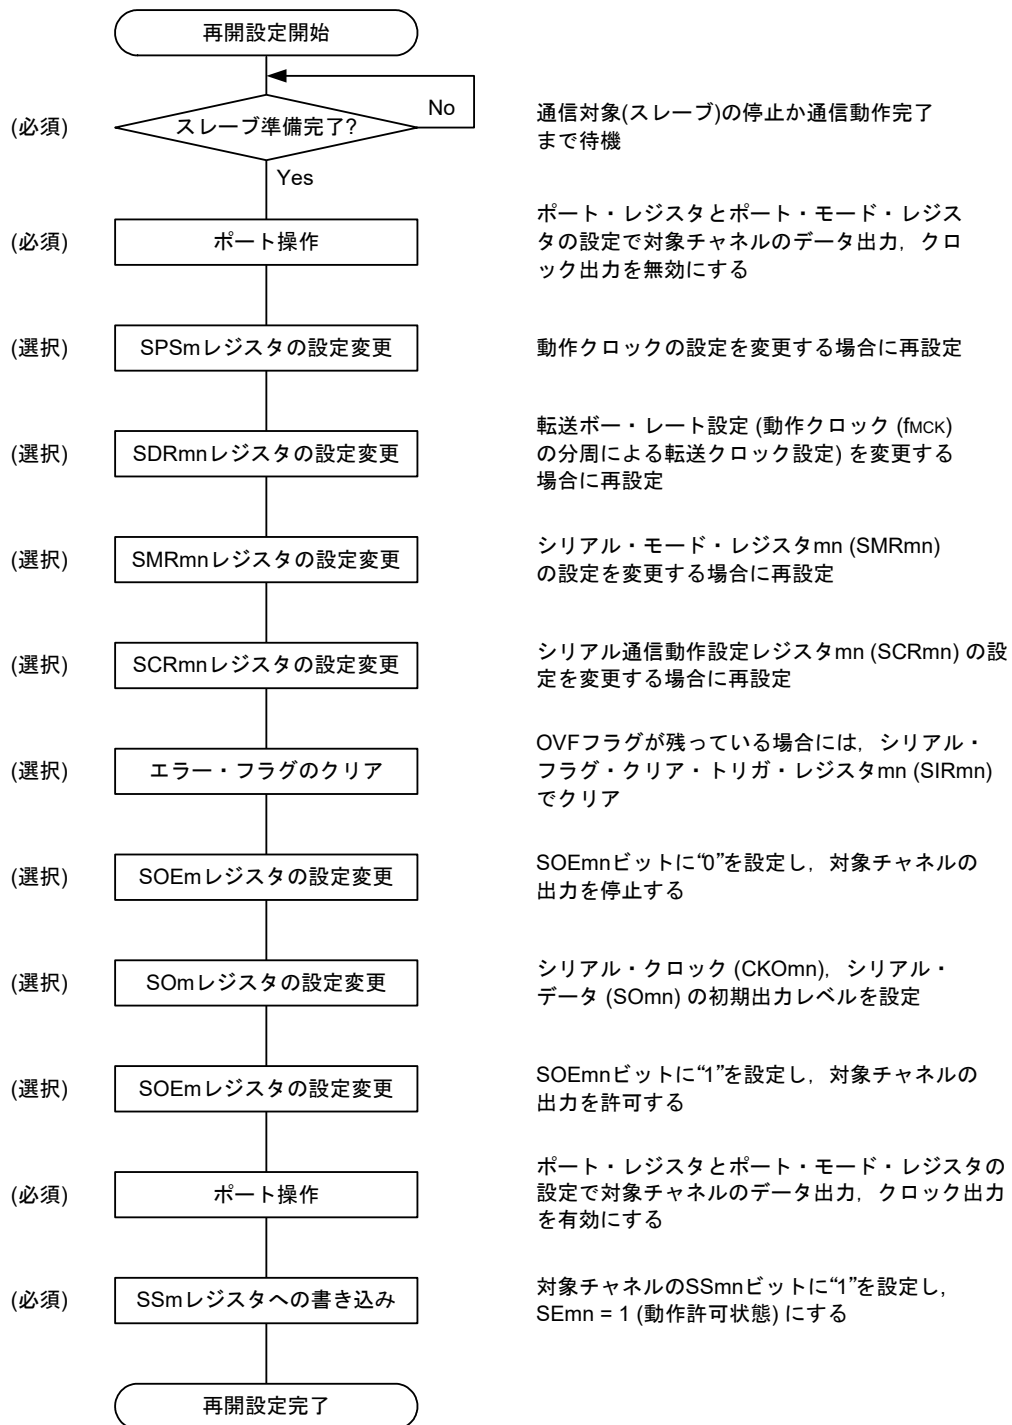 再開設定開始
No
(必須)
スレーブ準備完了?
通信対象(スレーブ)の停止か通信動作完了
まで待機
Yes
(必須)
ポート操作
ポート・レジスタとポート・モード・レジス
タの設定で対象チャネルのデータ出力，クロ
ック出力を無効にする
(選択)
SPSmレジスタの設定変更
動作クロックの設定を変更する場合に再設定
(選択)
SDRmnレジスタの設定変更
転送ボー・レート設定 (動作クロック (fMCK)
の分周による転送クロック設定) を変更する
場合に再設定
(選択)
SMRmnレジスタの設定変更
シリアル・モード・レジスタmn (SMRmn)
の設定を変更する場合に再設定
(選択)
SCRmnレジスタの設定変更
シリアル通信動作設定レジスタmn (SCRmn) の設
定を変更する場合に再設定
(選択)
エラー・フラグのクリア
OVFフラグが残っている場合には，シリアル・
フラグ・クリア・トリガ・レジスタmn (SIRmn)
でクリア
(選択)
SOEmレジスタの設定変更
SOEmnビットに“0”を設定し，対象チャネルの
出力を停止する
(選択)
SOmレジスタの設定変更
シリアル・クロック (CKOmn)，シリアル・
データ (SOmn) の初期出力レベルを設定
(選択)
SOEmレジスタの設定変更
SOEmnビットに“1”を設定し，対象チャネルの
出力を許可する
(必須)
ポート操作
ポート・レジスタとポート・モード・レジスタの
設定で対象チャネルのデータ出力，クロック出力
を有効にする
(必須)
SSmレジスタへの書き込み
対象チャネルのSSmnビットに“1”を設定し，
SEmn = 1 (動作許可状態) にする
再開設定完了